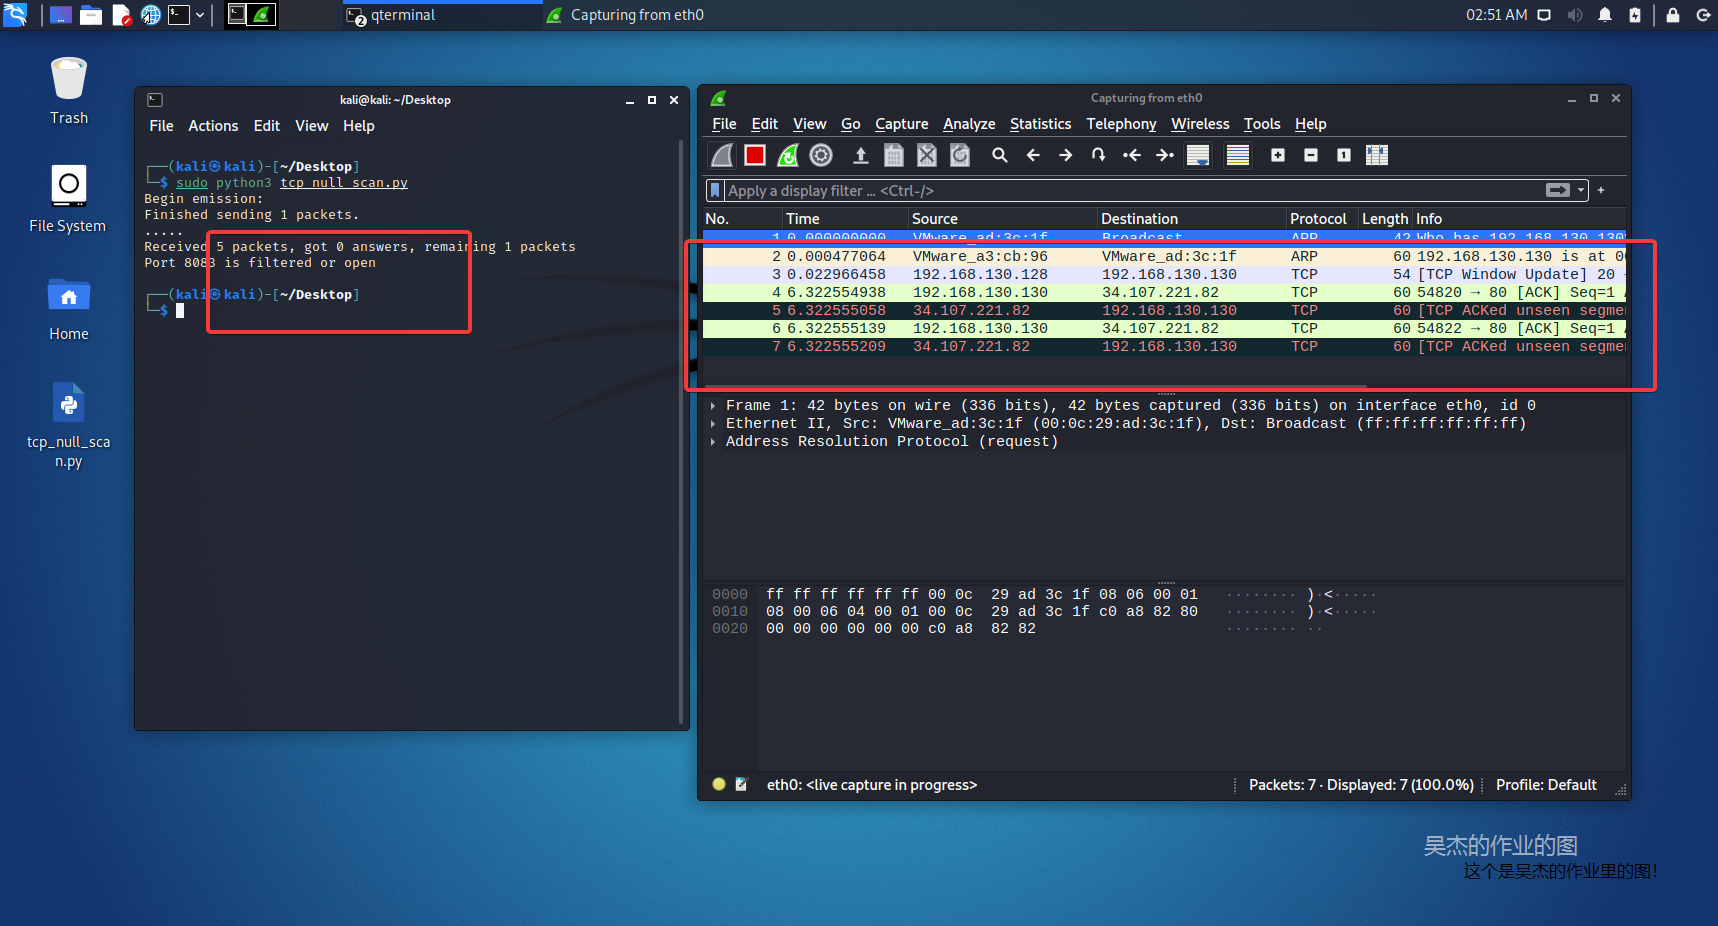 qterminal
Capturing from eth0
02:51 AM
Trash
File System
Home
tcp_null_sca
n.py
kali@kali: ~/Desktop
File Actions Edit View Help
(kali㉿kali)-[~/Desktop]
$ sudo python3 tcp_null_scan.py
Begin emission:
Finished sending 1 packets.
.....
Received 5 packets, got 0 answers, remaining 1 packets
Port 8083 is filtered or open
(kali㉿kali)-[~/Desktop]
$
Capturing from eth0
File Edit View Go Capture Analyze Statistics Telephony Wireless Tools Help
Apply a display filter ... <Ctrl-/>
No. Time Source Destination Protocol Length Info
1 0.000000000 VMware_ad:3c:1f Broadcast ARP 42 Who has 192.168.130.130
2 0.000477064 VMware_a3:cb:96 VMware_ad:3c:1f ARP 60 192.168.130.130 is at 0
3 0.022966458 192.168.130.128 192.168.130.130 TCP 54 [TCP Window Update] 20
4 6.322554938 192.168.130.130 34.107.221.82 TCP 60 54820 → 80 [ACK] Seq=1
5 6.322555058 34.107.221.82 192.168.130.130 TCP 60 [TCP ACKed unseen segme
6 6.322555139 192.168.130.130 34.107.221.82 TCP 60 54822 → 80 [ACK] Seq=1
7 6.322555209 34.107.221.82 192.168.130.130 TCP 60 [TCP ACKed unseen segme
Frame 1: 42 bytes on wire (336 bits), 42 bytes captured (336 bits) on interface eth0, id 0
Ethernet II, Src: VMware_ad:3c:1f (00:0c:29:ad:3c:1f), Dst: Broadcast (ff:ff:ff:ff:ff:ff)
Address Resolution Protocol (request)
0000 ff ff ff ff ff ff 00 0c 29 ad 3c 1f 08 06 00 01 ········ )·<·····
0010 08 00 06 04 00 01 00 0c 29 ad 3c 1f c0 a8 82 80 ········ )·<·····
0020 00 00 00 00 00 00 c0 a8 82 82 ········ ··
eth0: <live capture in progress>
Packets: 7 · Displayed: 7 (100.0%)
Profile: Default
吴杰的作业的图
这个是吴杰的作业里的图!